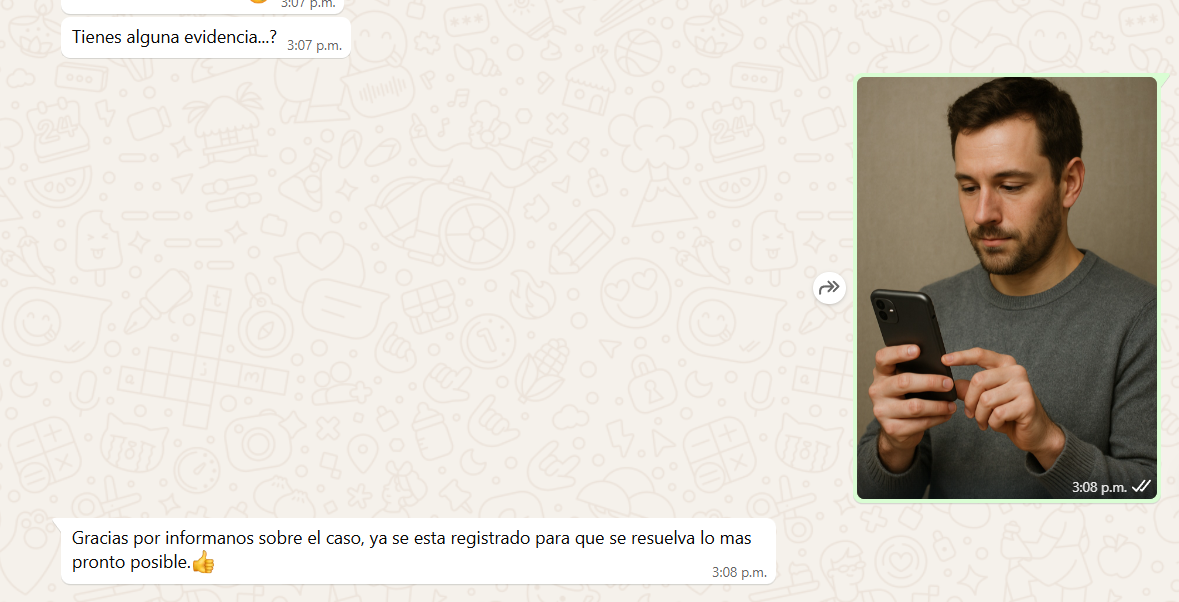 3:07 p.m.
Tienes alguna evidencia...? 3:07 p.m.
3:08 p.m.
Gracias por informanos sobre el caso, ya se esta registrado para que se resuelva lo mas
pronto posible.👍
3:08 p.m.